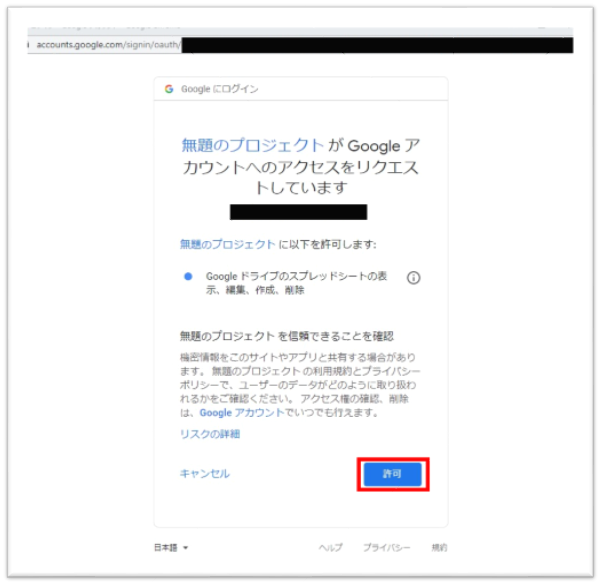 accounts.google.com/signin/oauth/
Google にログイン
無題のプロジェクト が Google ア
カウントへのアクセスをリクエス
トしています
無題のプロジェクト に以下を許可します:
Google ドライブのスプレッドシートの表
示、編集、作成、削除
無題のプロジェクト を信頼できることを確認
機密情報をこのサイトやアプリと共有する場合があり
ます。 無題のプロジェクト の利用規約とプライバシー
ポリシーで、ユーザーのデータがどのように取り扱わ
れるかをご確認ください。 アクセス権の確認、削除
は、Google アカウントでいつでも行えます。
リスクの詳細
キャンセル
許可
日本語
ヘルプ
プライバシー
規約